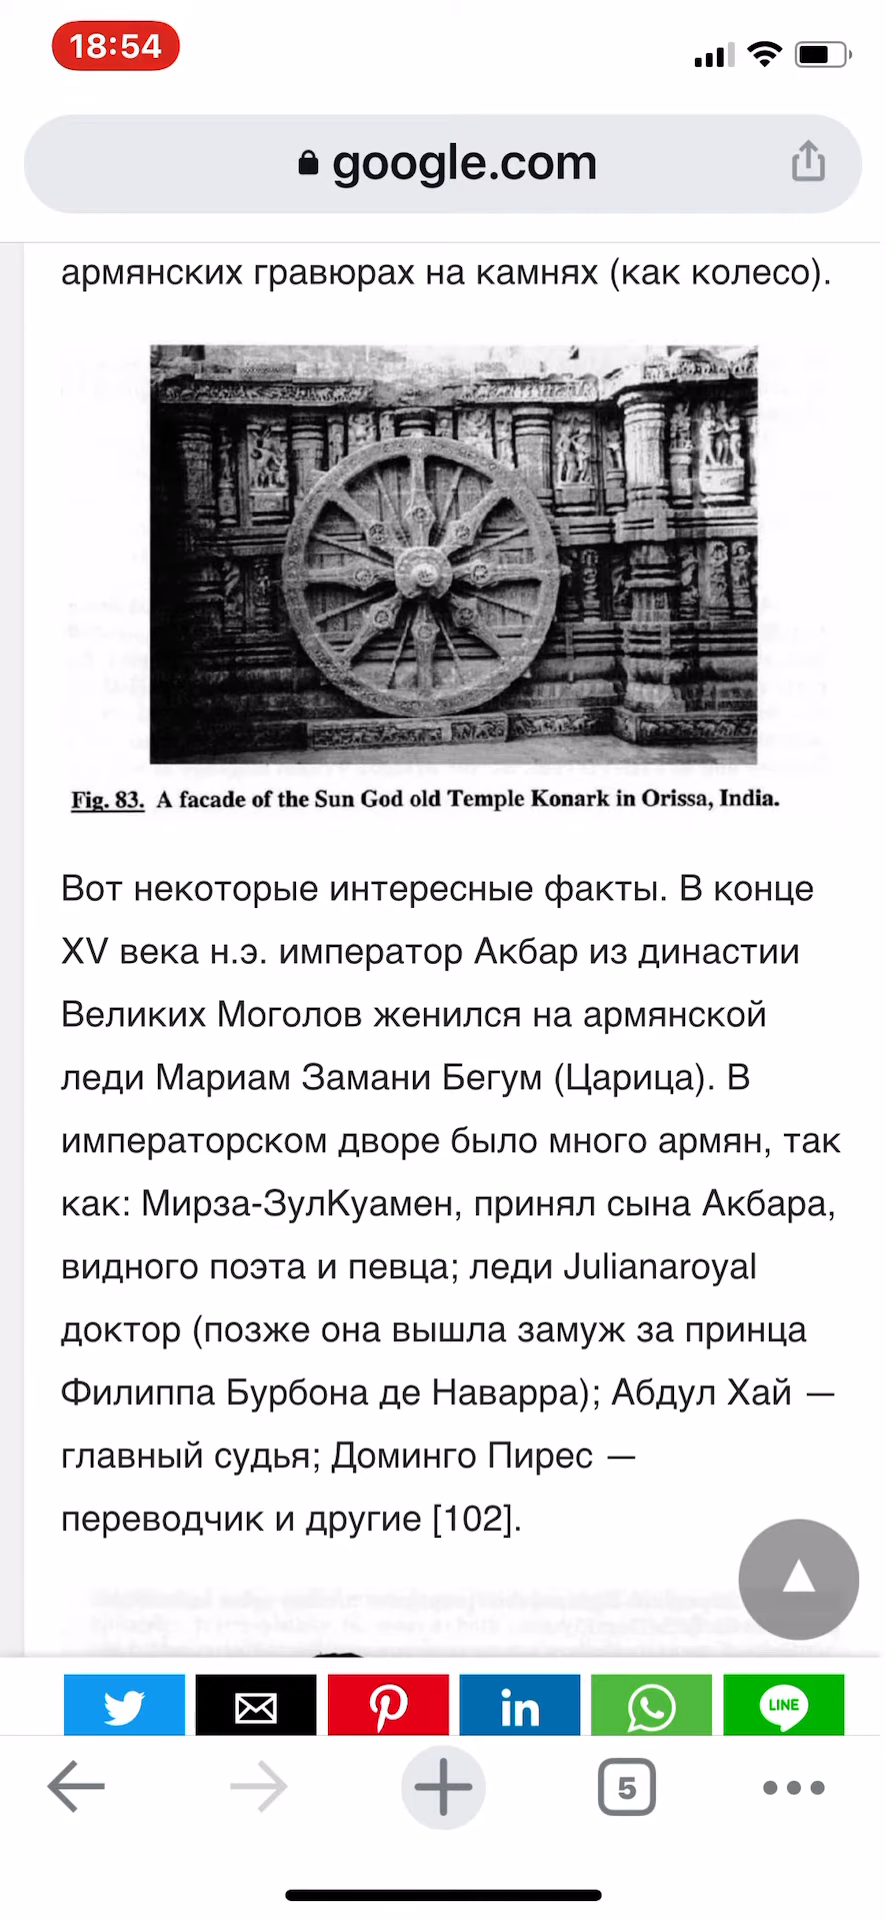 18:54
google.com
армянских гравюрах на камнях (как колесо).
Fig. 83. A facade of the Sun God old Temple Konark in Orissa, India.
Вот некоторые интересные факты. В конце
XV века н.э. император Акбар из династии
Великих Моголов женился на армянской
леди Мариам Замани Бегум (Царица). В
императорском дворе было много армян, так
как: Мирза-ЗулКуамен, принял сына Акбара,
видного поэта и певца; леди Julianaroyal
доктор (позже она вышла замуж за принца
Филиппа Бурбона де Наварра); Абдул Хай —
главный судья; Доминго Пирес —
переводчик и другие [102].
in
LINE
5